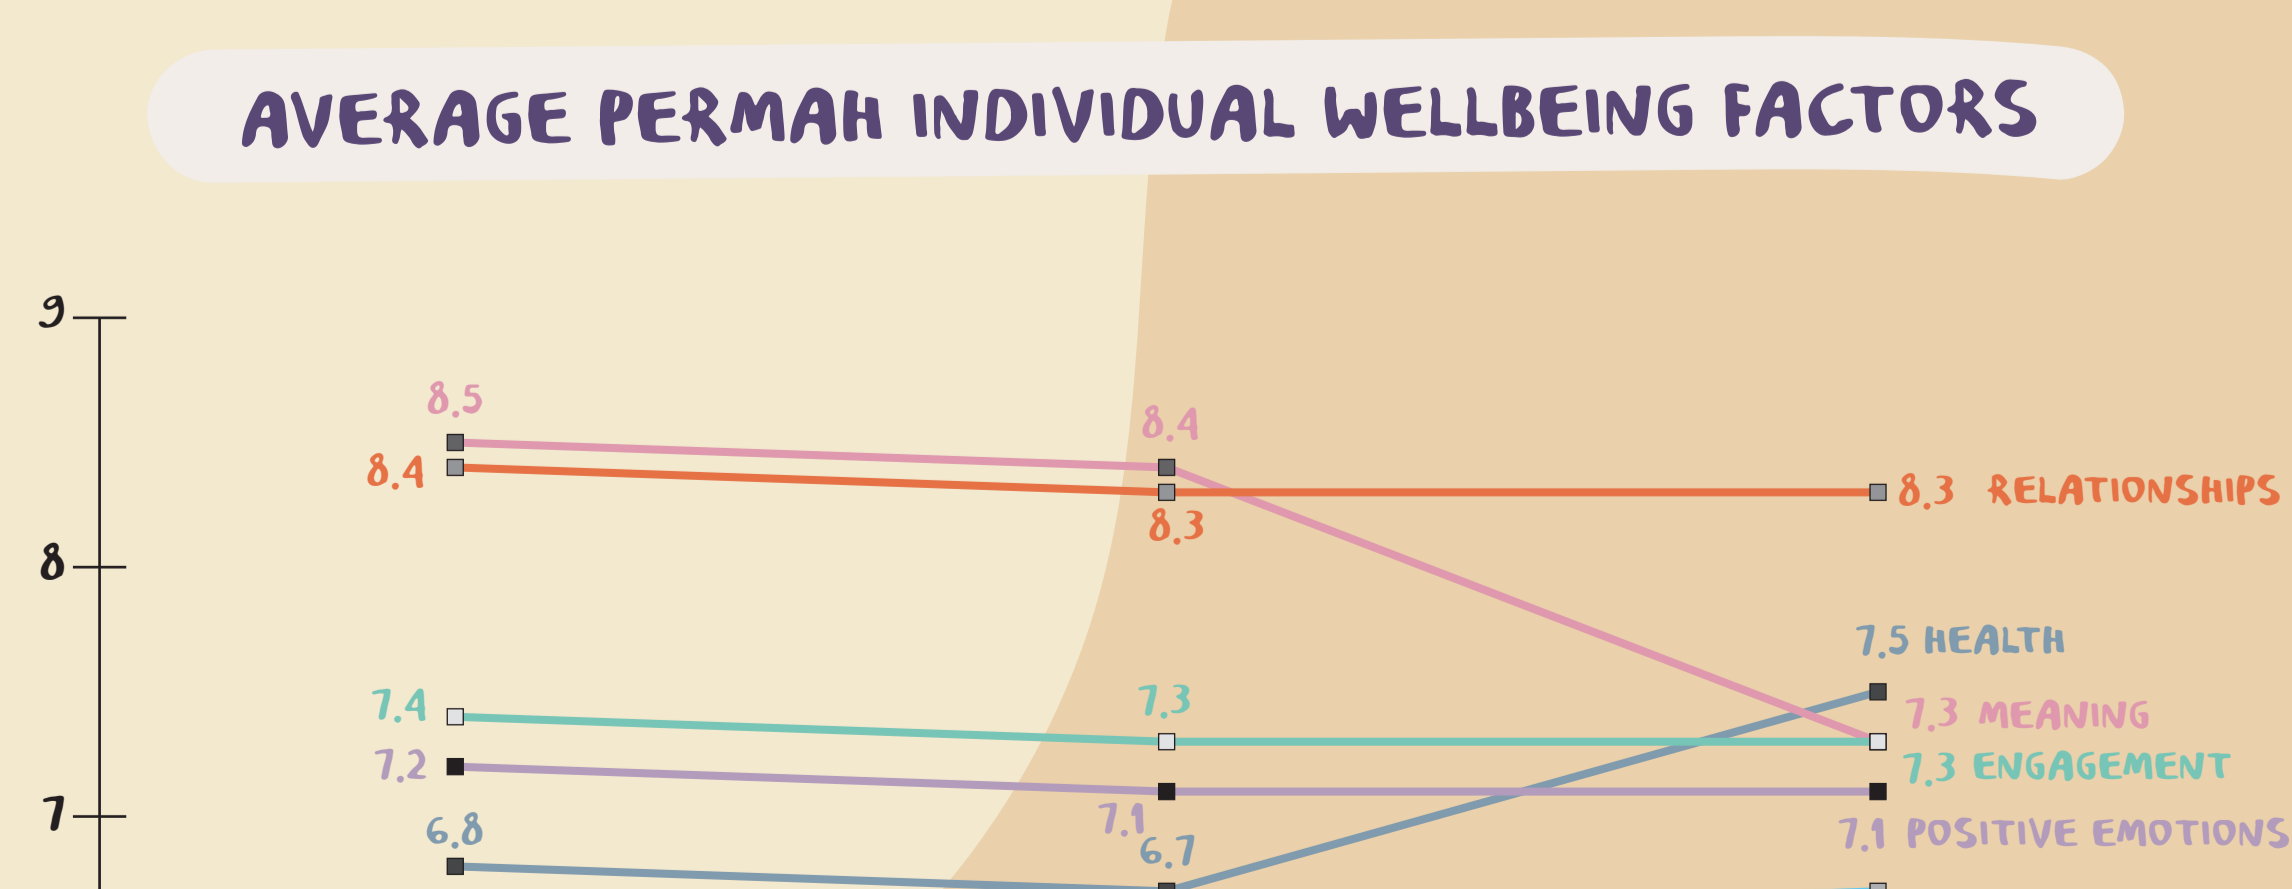 AVERAGE PERMAH INDIVIDUAL WELLBEING FACTORS
9
8.5
8.4
8.4
8.3
8.3 RELATIONSHIPS
8
7.5 HEALTH
7.4
7.3
7.3 MEANING
7.2
7.3 ENGAGEMENT
7
6.8
7.1
6.7
7.1 POSITIVE EMOTIONS